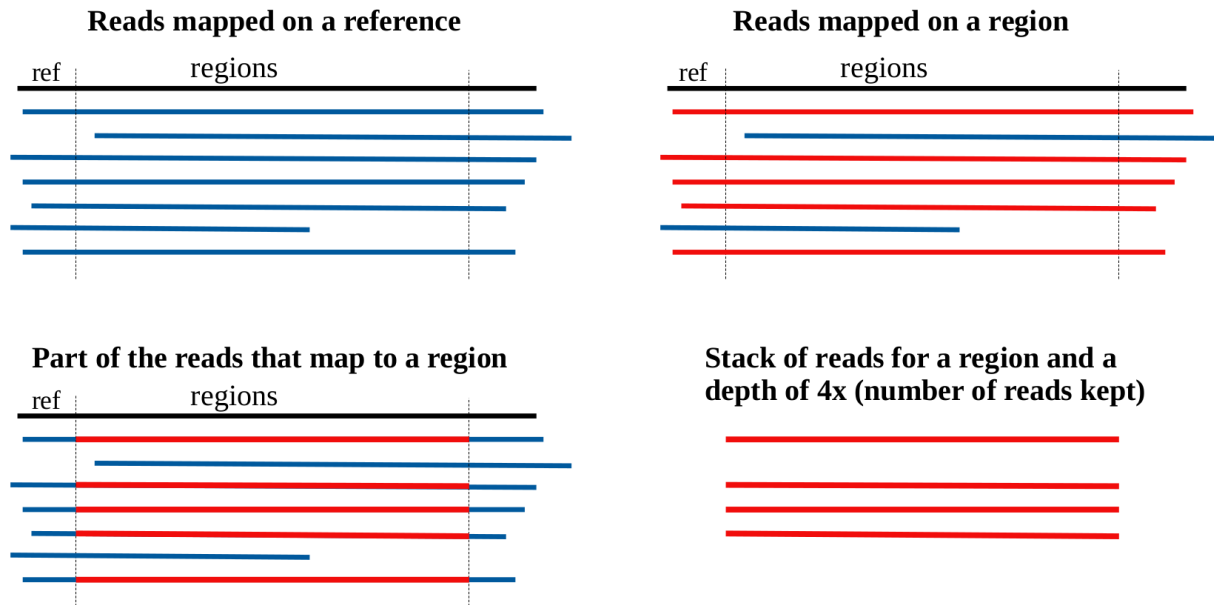 Reads mapped on a reference
ref
regions
Reads mapped on a region
ref
regions
Part of the reads that map to a region
ref
regions
Stack of reads for a region and a
depth of 4x (number of reads kept)